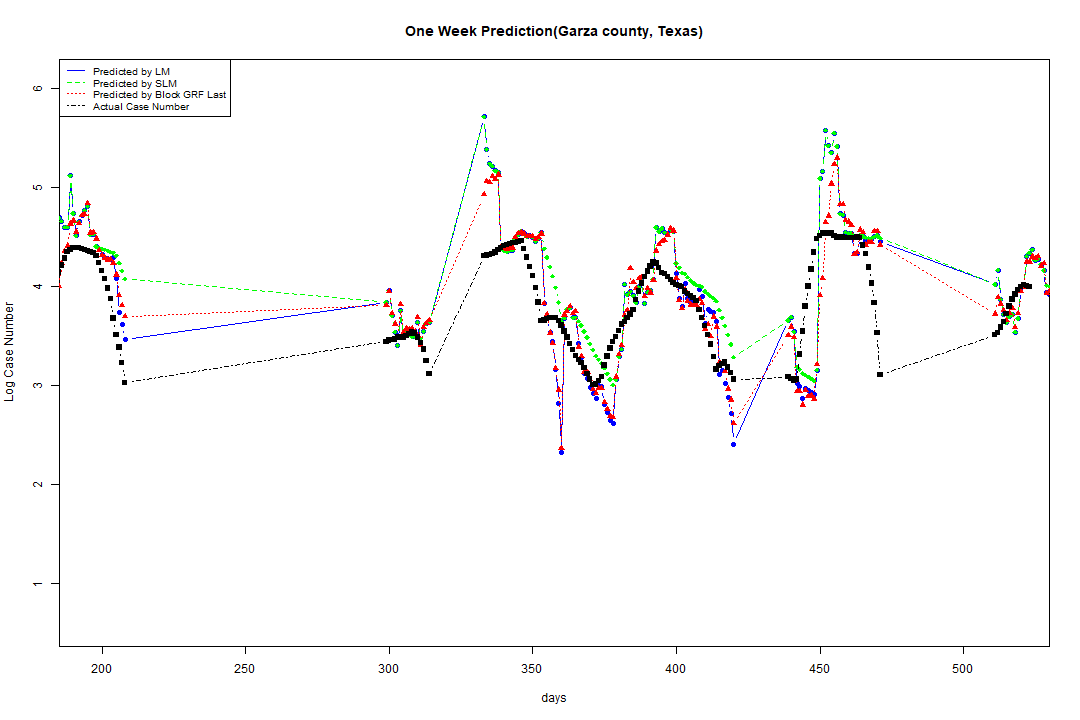 One Week Prediction(Garza county, Texas)
Predicted by LM
Predicted by SLM
Predicted by Block GRF Last
Actual Case Number
6
5
4
3
2
1
Log Case Number
200 250 300 350 400 450 500
days